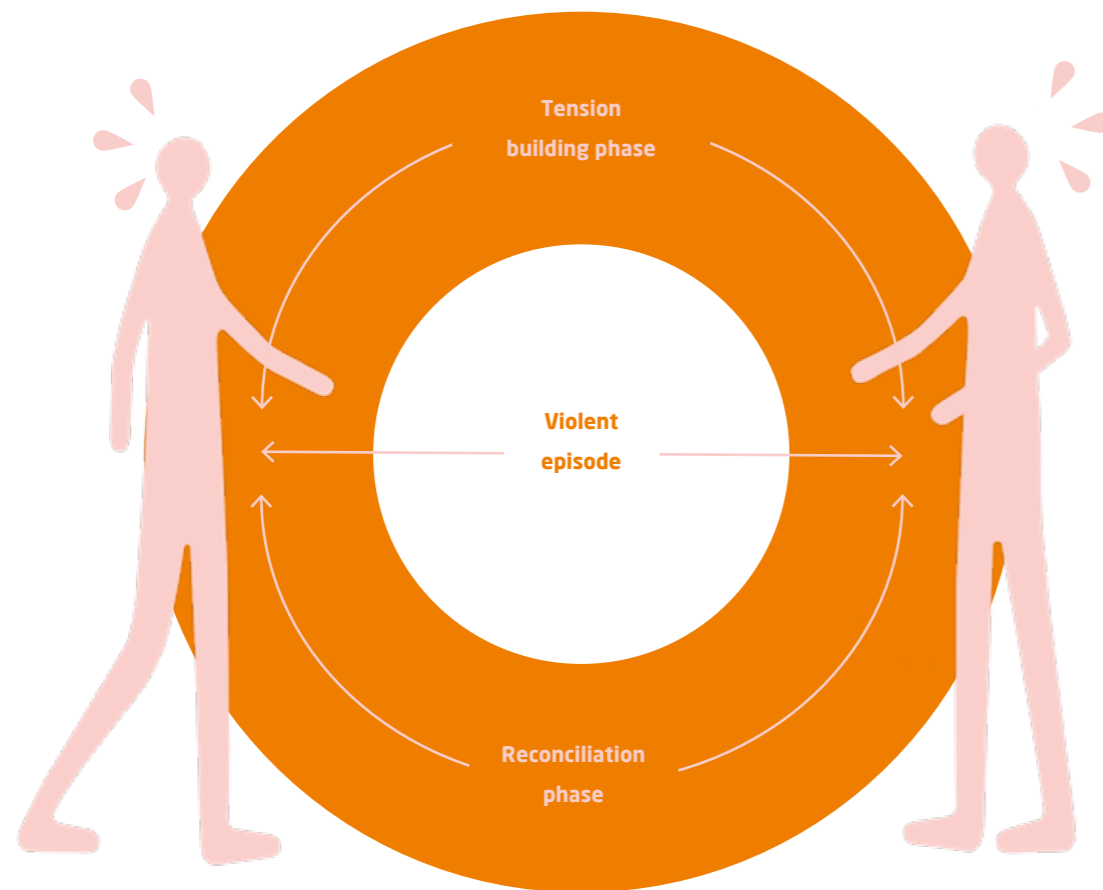 Tension
building phase
Violent
episode
Reconciliation
phase